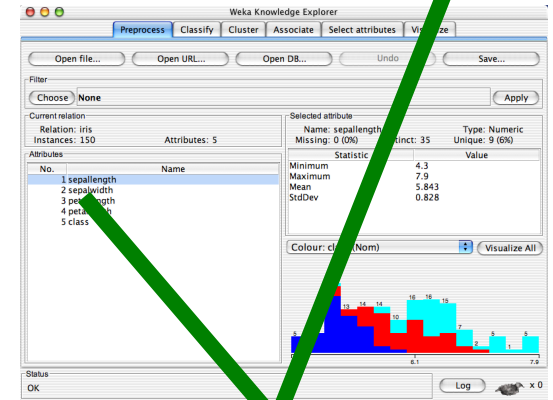 Weka Knowledge Explorer
Preprocess Classify Cluster Associate Select attributes
Open file... Open URL... Open DB... Undo Save...
Filter
Choose None Apply
Current relation
Relation: iris
Instances: 150 Attributes: 5
Selected attribute
Name: sepallength Type: Numeric
Missing: 0 (0%) Unique: 9 (6%)
35
Attributes
No. Name
1 sepallength
2 sepalwidth
3
4
5 class
Statistic Value
Minimum 4.3
Maximum 7.9
Mean 5.843
StdDev 0.828
Colour: (Nom) Visualize All
13 14 14 10 16 16 15 7 2 5 1 5
6.1 7.9
Status
OK
Log x 0